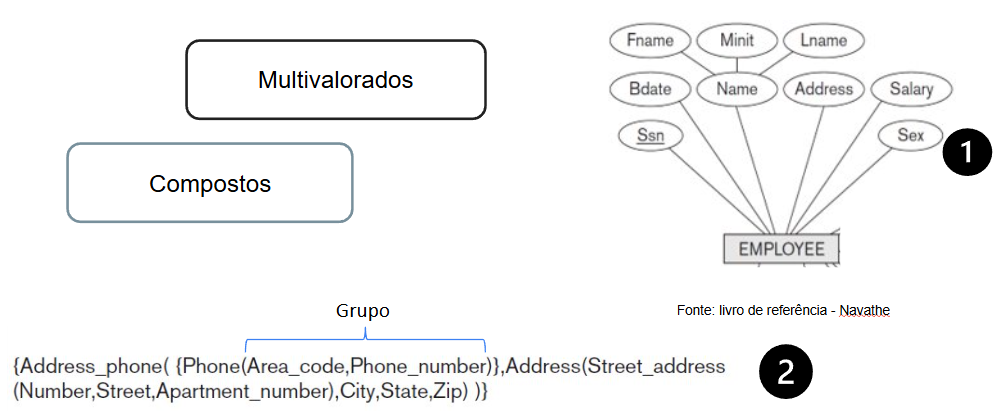 Multivalorados
Compostos
Fname Minit Lname
Bdate Name Address Salary
Ssn Sex
1
EMPLOYEE
Fonte: livro de referência - Navathe
Grupo
{Address_phone( {Phone(Area_code,Phone_number)},Address(Street_address
(Number,Street,Apartment_number),City,State,Zip) )}
2